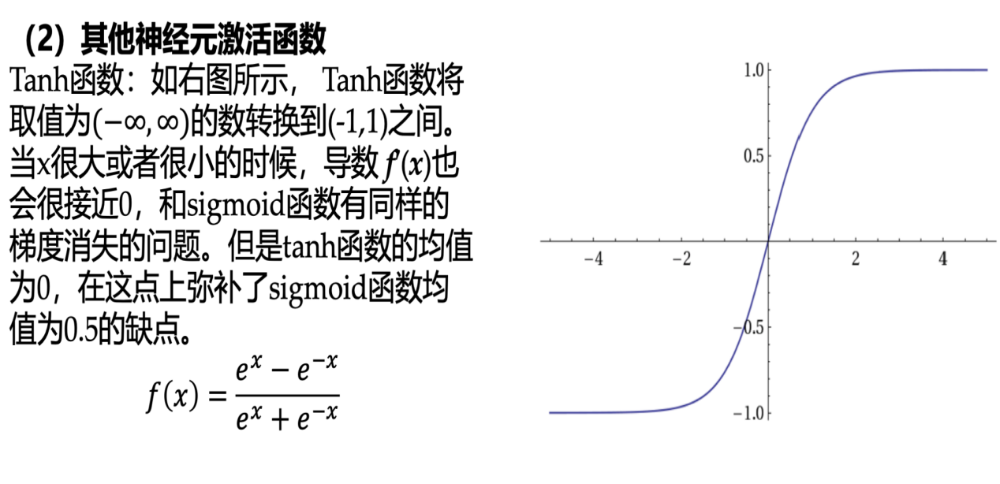 （2）其他神经元激活函数
Tanh函数：如右图所示， Tanh函数将
取值为(−∞,∞)的数转换到(-1,1)之间。
当x很大或者很小的时候，导数 f′(x)也
会很接近0，和sigmoid函数有同样的
梯度消失的问题。但是tanh函数的均值
为0，在这点上弥补了sigmoid函数均
值为0.5的缺点。
f(x) = (e^x − e^−x) / (e^x + e^−x)
1.0
0.5
−4 −2 2 4
−0.5
−1.0